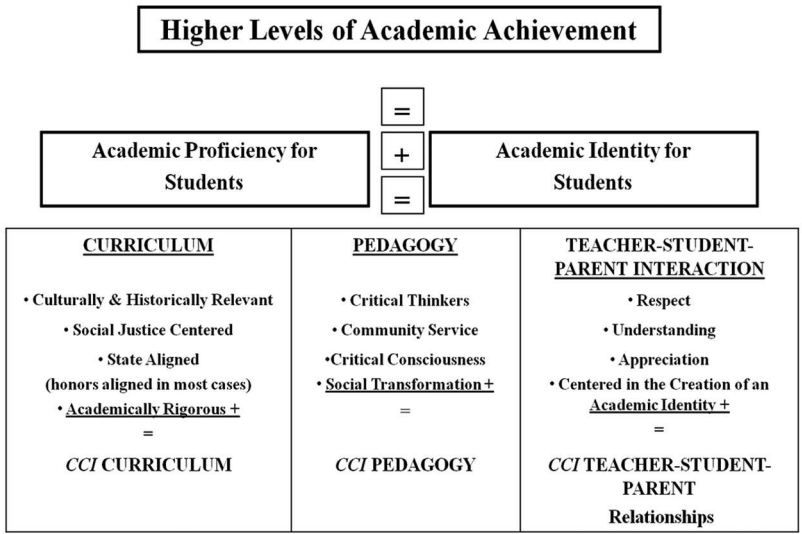 Higher Levels of Academic Achievement
=
Academic Proficiency for
Students
+
Academic Identity for
Students
=
CURRICULUM
• Culturally & Historically Relevant
• Social Justice Centered
• State Aligned
(honors aligned in most cases)
• Academically Rigorous +
=
CCI CURRICULUM
PEDAGOGY
• Critical Thinkers
• Community Service
•Critical Consciousness
• Social Transformation +
=
CCI PEDAGOGY
TEACHER-STUDENT-
PARENT INTERACTION
• Respect
• Understanding
• Appreciation
• Centered in the Creation of an
Academic Identity +
=
CCI TEACHER-STUDENT-
PARENT
Relationships